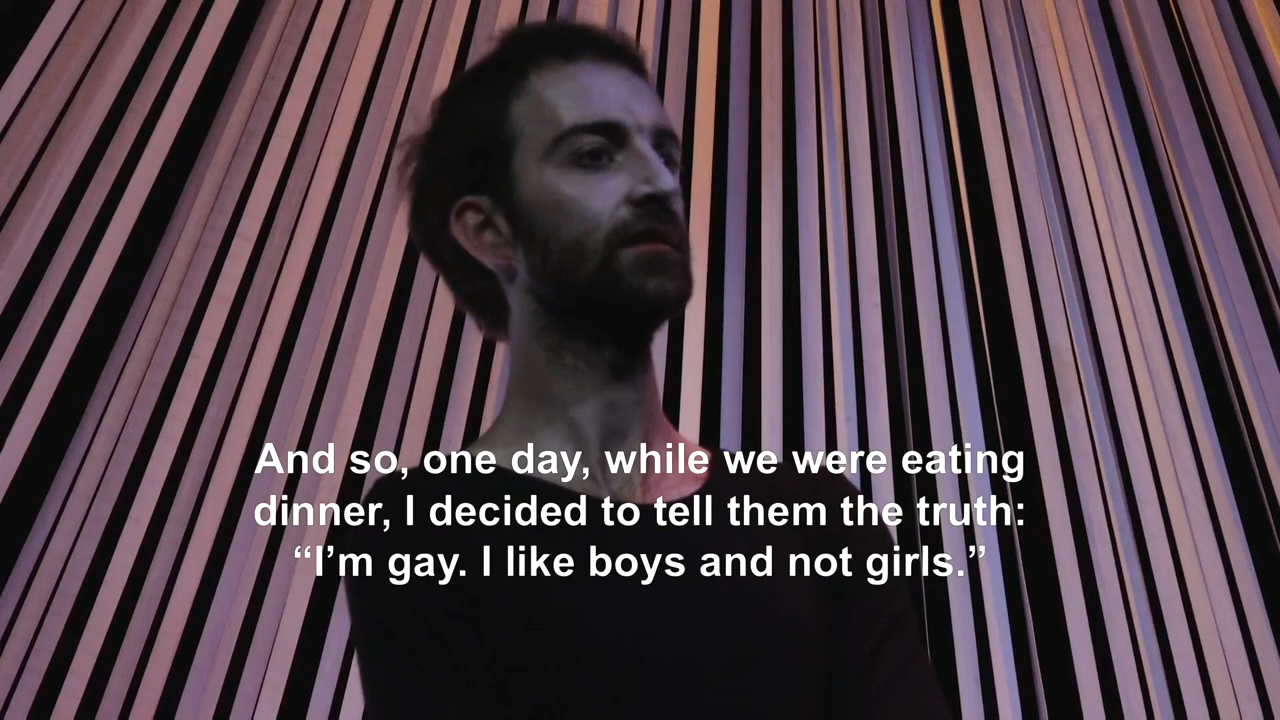 And so, one day, while we were eating
dinner, I decided to tell them the truth:
“I’m gay. I like boys and not girls.”